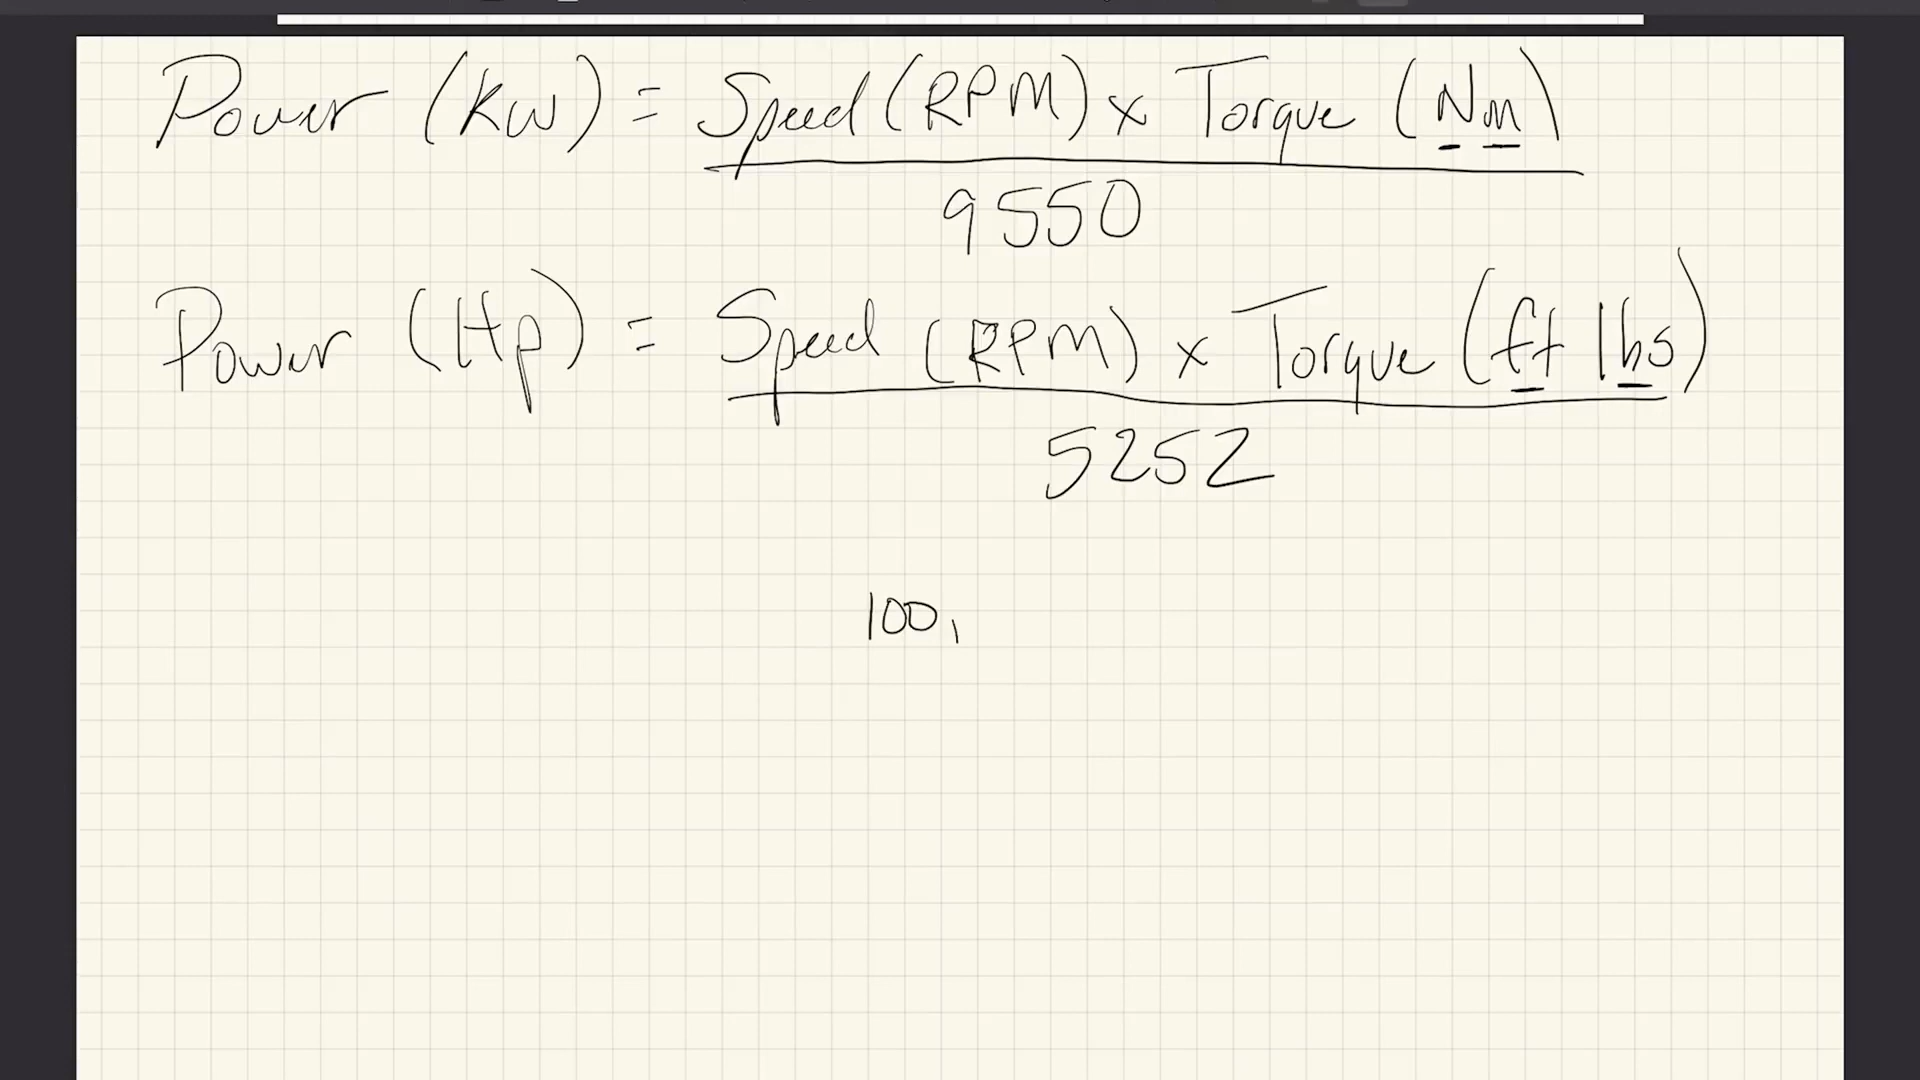 Power (Kw) = Speed (RPM) x Torque (Nm)
9550
Power (Hp) = Speed (RPM) x Torque (ft lbs)
5252
100,